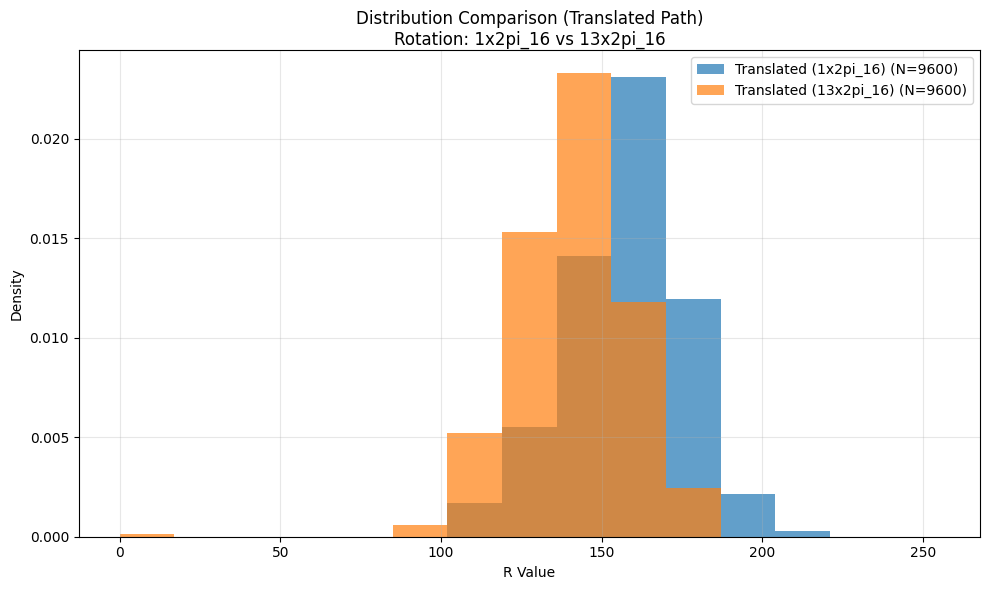 Distribution Comparison (Translated Path)
Rotation: 1x2pi_16 vs 13x2pi_16
Translated (1x2pi_16) (N=9600)
Translated (13x2pi_16) (N=9600)
Density
0.020
0.015
0.010
0.005
0.000
0
50
100
150
200
250
R Value